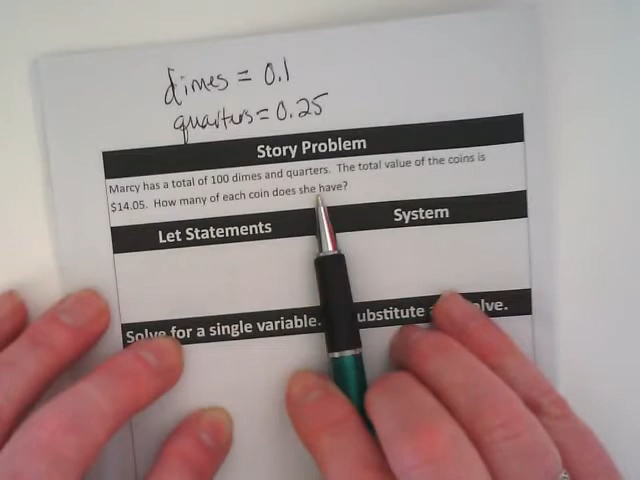 dimes = 0.1
quarters = 0.25
Story Problem
Marcy has a total of 100 dimes and quarters. The total value of the coins is
$14.05. How many of each coin does she have?
Let Statements
System
Solve for a single variable.
ubstitute a lve.